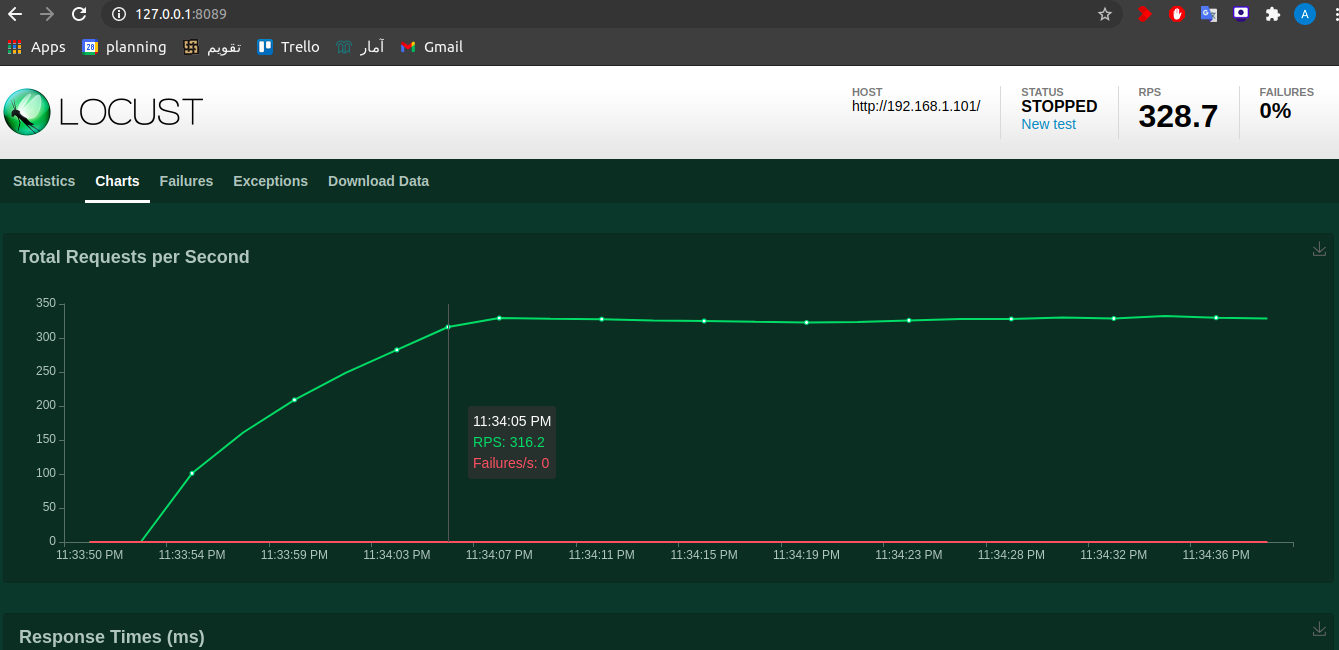 127.0.0.1:8089
A
Apps
28
planning
تقویم
Trello
آمار
Gmail
LOCUST
HOST
http://192.168.1.101/
STATUS
STOPPED
New test
RPS
328.7
FAILURES
0%
Statistics
Charts
Failures
Exceptions
Download Data
Total Requests per Second
350
300
250
200
150
100
50
0
11:34:05 PM
RPS: 316.2
Failures/s: 0
11:33:50 PM
11:33:54 PM
11:33:59 PM
11:34:03 PM
11:34:07 PM
11:34:11 PM
11:34:15 PM
11:34:19 PM
11:34:23 PM
11:34:28 PM
11:34:32 PM
11:34:36 PM
Response Times (ms)